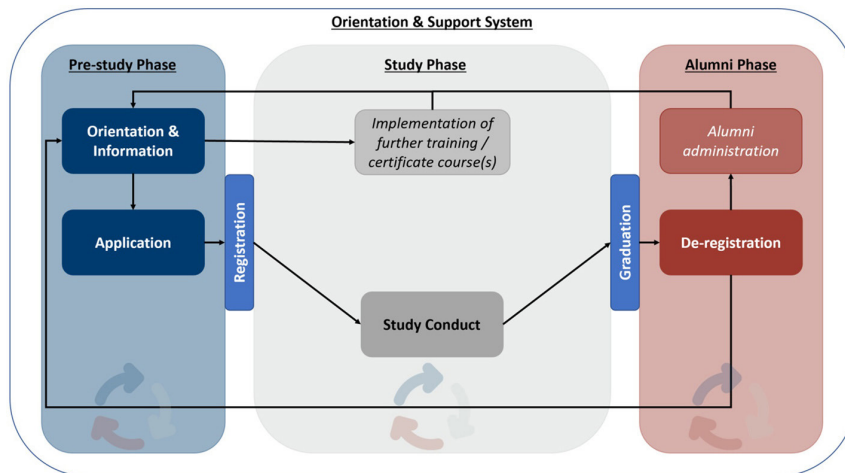 Orientation & Support System
Pre-study Phase
Study Phase
Alumni Phase
Orientation &
Information
Implementation of
further training /
certificate course(s)
Alumni
administration
Registration
Application
Graduation
De-registration
Study Conduct